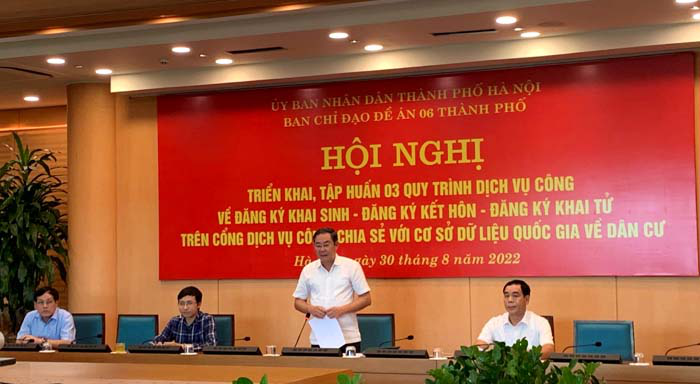 ỦY BAN NHÂN DÂN THÀNH PHỐ HÀ NỘI
BAN CHỈ ĐẠO ĐỀ ÁN 06 THÀNH PHỐ
HỘI NGHỊ
TRIỂN KHAI, TẬP HUẤN 03 QUY TRÌNH DỊCH VỤ CÔNG
VỀ ĐĂNG KÝ KHAI SINH - ĐĂNG KÝ KẾT HÔN - ĐĂNG KÝ KHAI TỬ
TRÊN CỔNG DỊCH VỤ CHIA SẺ VỚI CƠ SỞ DỮ LIỆU QUỐC GIA VỀ DÂN CƯ
30 tháng 8 năm 2022